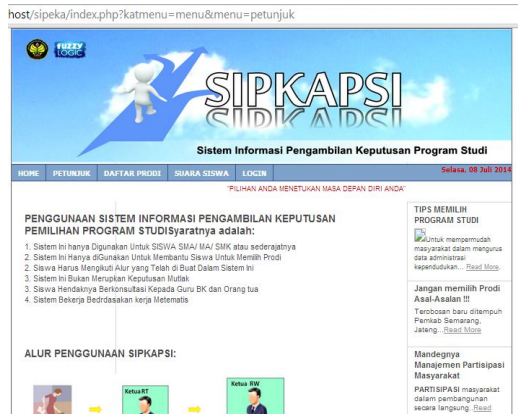 host/sipeka/index.php?katmenu=menu&menu=petunjuk
FUZZY
LOGIC
SIPKAPSI
Sistem Informasi Pengambilan Keputusan Program Studi
HOME PETUNJUK DAFTAR PRODI SUARA SISWA LOGIN
Selasa, 08 Juli 2014
"PILIHAN ANDA MENETUKAN MASA DEPAN DIRI ANDA"
PENGGUNAAN SISTEM INFORMASI PENGAMBILAN KEPUTUSAN
PEMILIHAN PROGRAM STUDISyaratnya adalah:
1. Sistem Ini hanya Digunakan Untuk SISWA SMA/ MA/ SMK atau sederajatnya
2. Sistem Ini Hanya diGunakan Untuk Membantu Siswa Untuk Memilih Prodi
2. Siswa Harus Mengikuti Alur yang Telah di Buat Dalam Sistem Ini
3. Sistem Ini Bukan Merupkan Keputusan Mutlak
5. Siswa Hendaknya Berkonsultasi Kepada Guru BK dan Orang tua
4. Sistem Bekerja Bedrdasakan kerja Metematis
ALUR PENGGUNAAN SIPKAPSI:
Ketua RT
Ketua RW
TIPS MEMILIH
PROGRAM STUDI
Untuk mempermudah
masyarakat dalam mengurus
data administrasi
kependudukan... Read More.
Jangan memilih Prodi
Asal-Asalan !!!
Terobosan baru ditempuh
Pemkab Semarang,
Jateng...Read More
Mandegnya
Manajemen Partisipasi
Masyarakat
PARTISIPASI masyarakat
dalam pembangunan
secara langsung..Read